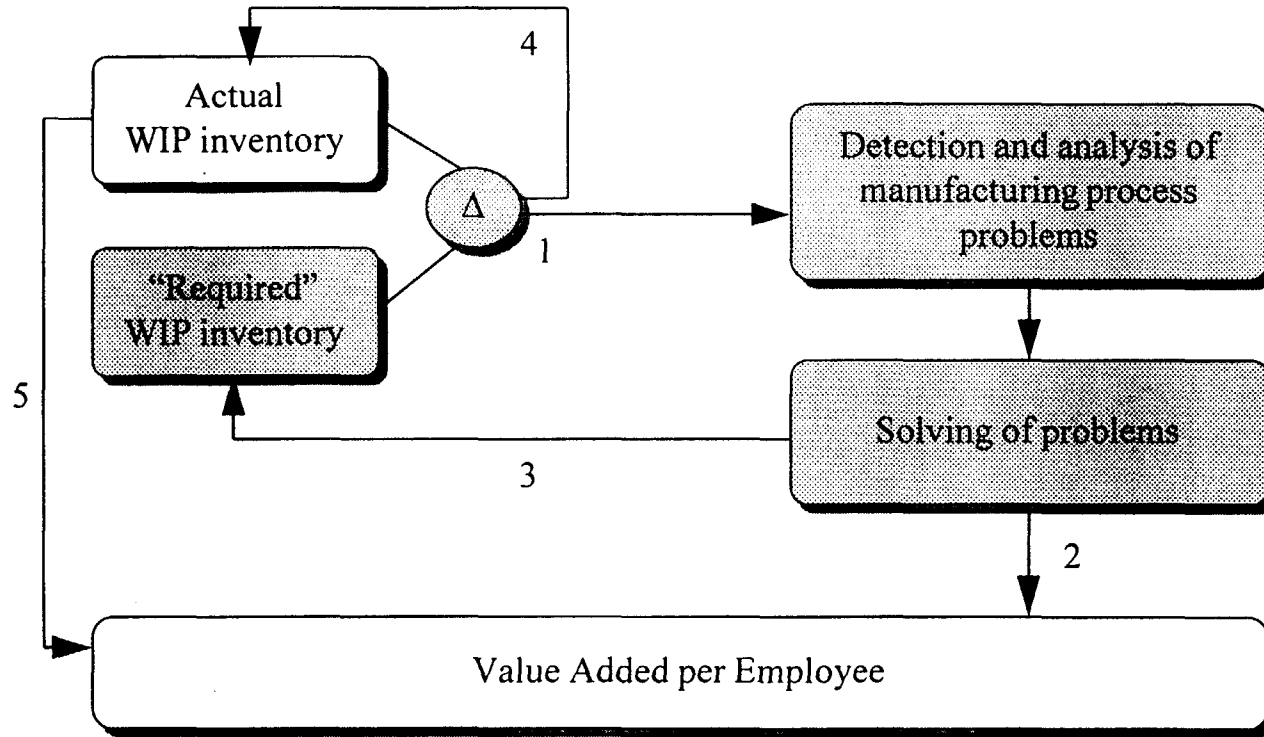 4
Actual
WIP inventory
Detection and analysis of
manufacturing process
problems
Δ
1
“Required”
WIP inventory
5
Solving of problems
3
2
Value Added per Employee